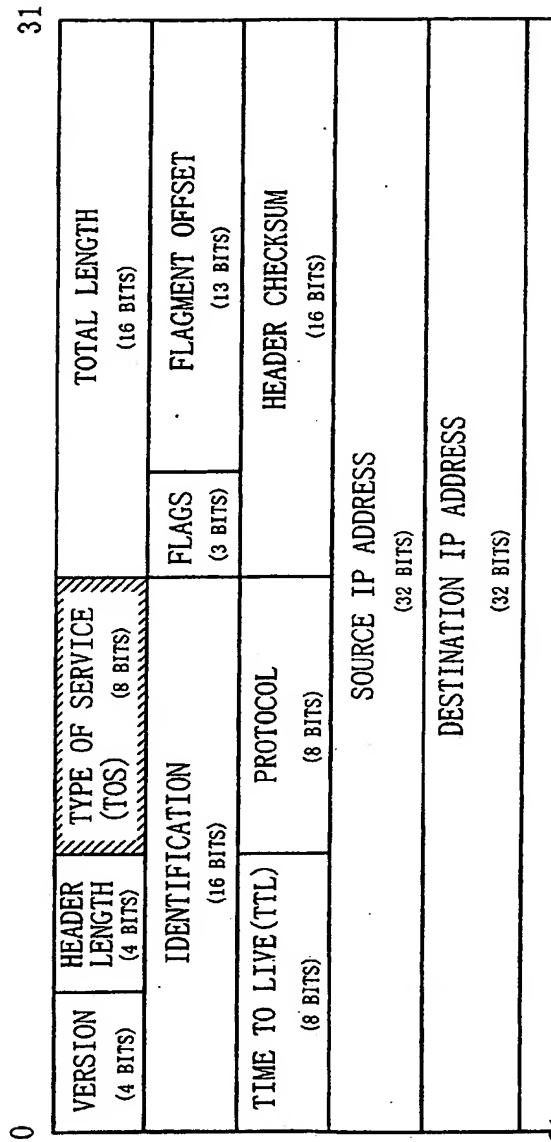 0 31
VERSION
(4 BITS)
HEADER
LENGTH
(4 BITS)
TYPE OF SERVICE
(TOS) (8 BITS)
TOTAL LENGTH
(16 BITS)
IDENTIFICATION
(16 BITS)
FLAGS
(3 BITS)
FLAGMENT OFFSET
(13 BITS)
TIME TO LIVE(TTL)
(8 BITS)
PROTOCOL
(8 BITS)
HEADER CHECKSUM
(16 BITS)
SOURCE IP ADDRESS
(32 BITS)
DESTINATION IP ADDRESS
(32 BITS)